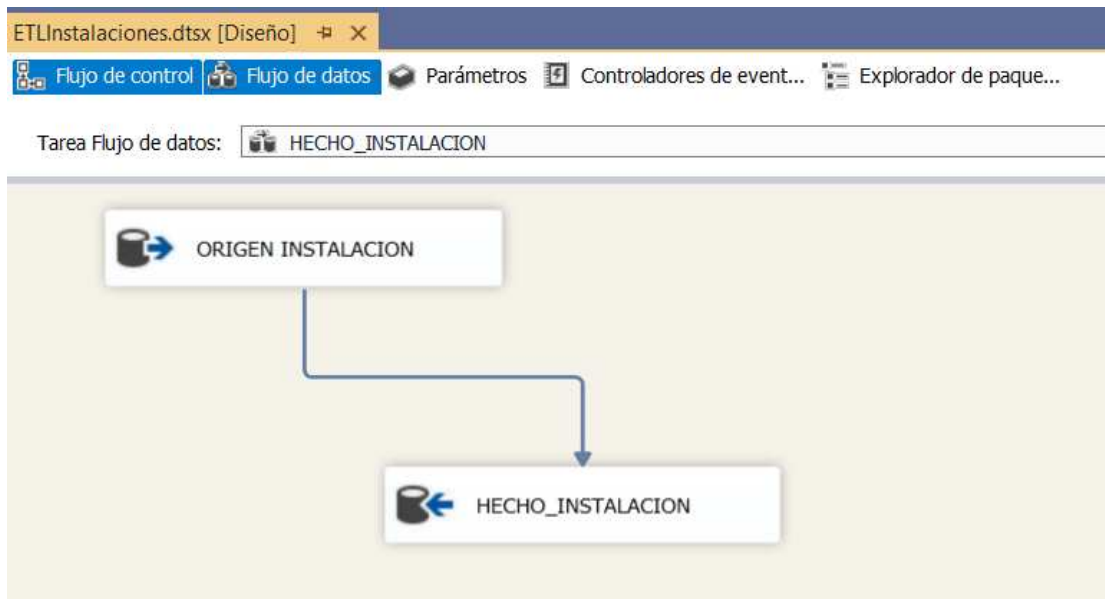 ETLInstalaciones.dtsx [Diseño]
Flujo de control Flujo de datos Parámetros Controladores de event... Explorador de paque...
Tarea Flujo de datos: HECHO_INSTALACION
ORIGEN INSTALACION
HECHO_INSTALACION